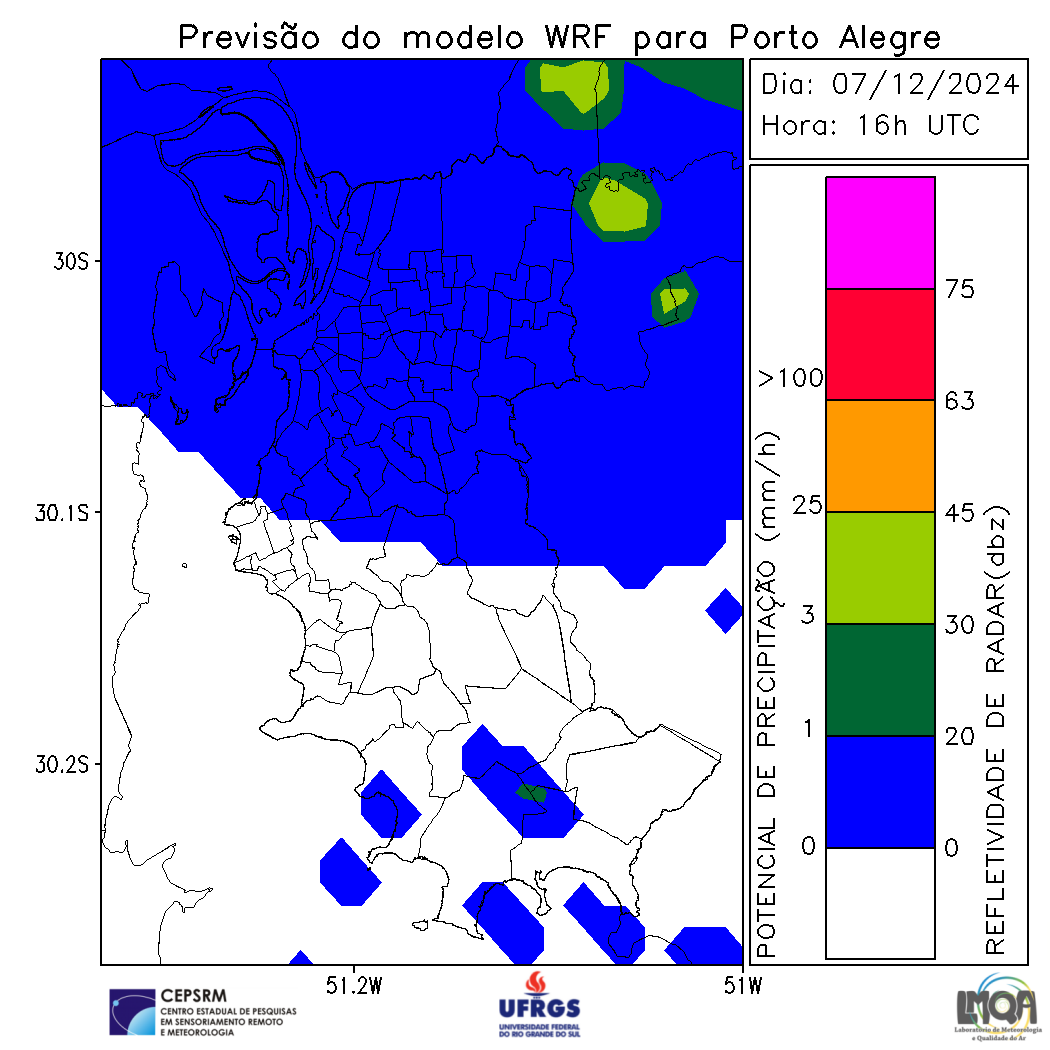 Previsão do modelo WRF para Porto Alegre
Dia: 07/12/2024
Hora: 16h UTC
30S
30.1S
30.2S
51.2W
51W
POTENCIAL DE PRECIPITAÇÃO (mm/h)
>100
25
3
1
0
75
63
45
30
20
0
REFLETIVIDADE DE RADAR(dbz)
CEPSRM
CENTRO ESTADUAL DE PESQUISAS
EM SENSORIAMENTO REMOTO
E METEOROLOGIA
UFRGS
UNIVERSIDADE FEDERAL
DO RIO GRANDE DO SUL
LMQA
Laboratório de Meteorologia
e Qualidade do Ar